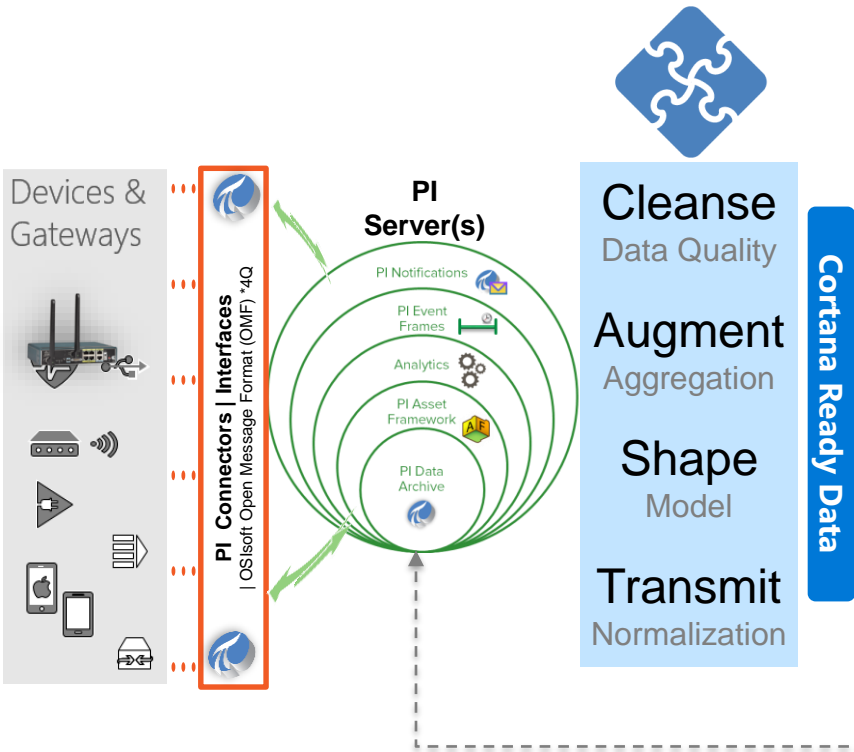 Devices &
Gateways
PI Connectors | Interfaces
| OSIsoft Open Message Format (OMF) *4Q
PI
Server(s)
PI Notifications
PI Event
Frames
Analytics
PI Asset
Framework
A F
PI Data
Archive
Cleanse
Data Quality
Augment
Aggregation
Shape
Model
Transmit
Normalization
Cortana Ready Data